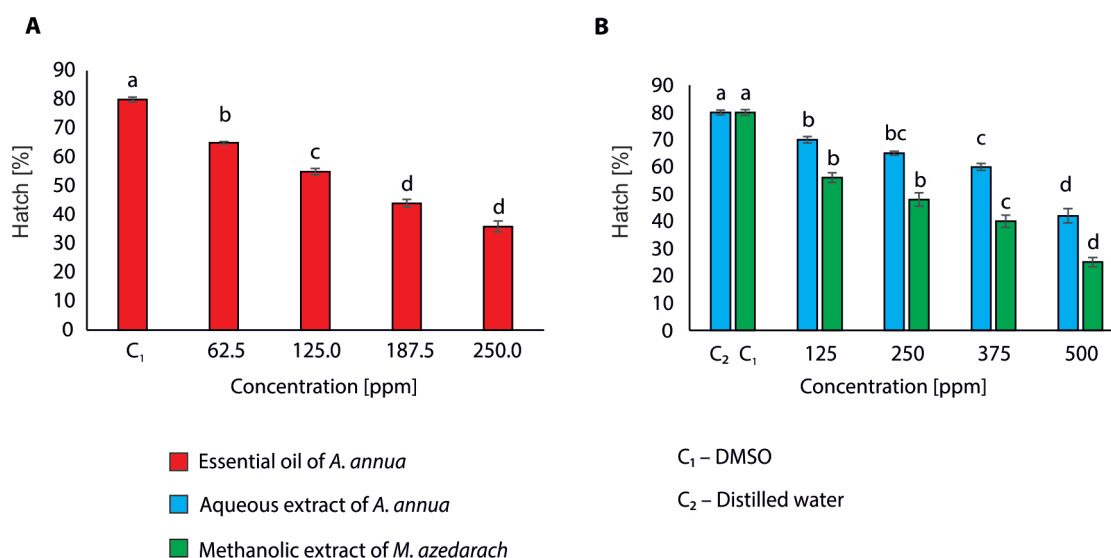 A
90
80
70
60
50
40
30
20
10
0
Hatch [%]
a
b
c
d
d
C₁ 62.5 125.0 187.5 250.0
Concentration [ppm]
B
90
80
70
60
50
40
30
20
10
0
Hatch [%]
a a
b b
bc b
c c
d d
C₂ C₁ 125 250 375 500
Concentration [ppm]
Essential oil of A. annua
Aqueous extract of A. annua
Methanolic extract of M. azedarach
C₁ – DMSO
C₂ – Distilled water